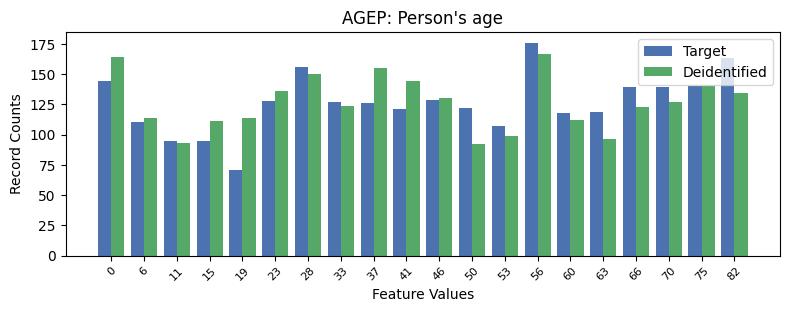 AGEP: Person's age
Target
Deidentified
Record Counts
175
150
125
100
75
50
25
0
0 6 11 15 19 23 28 33 37 41 46 50 53 56 60 63 66 70 75 82
Feature Values